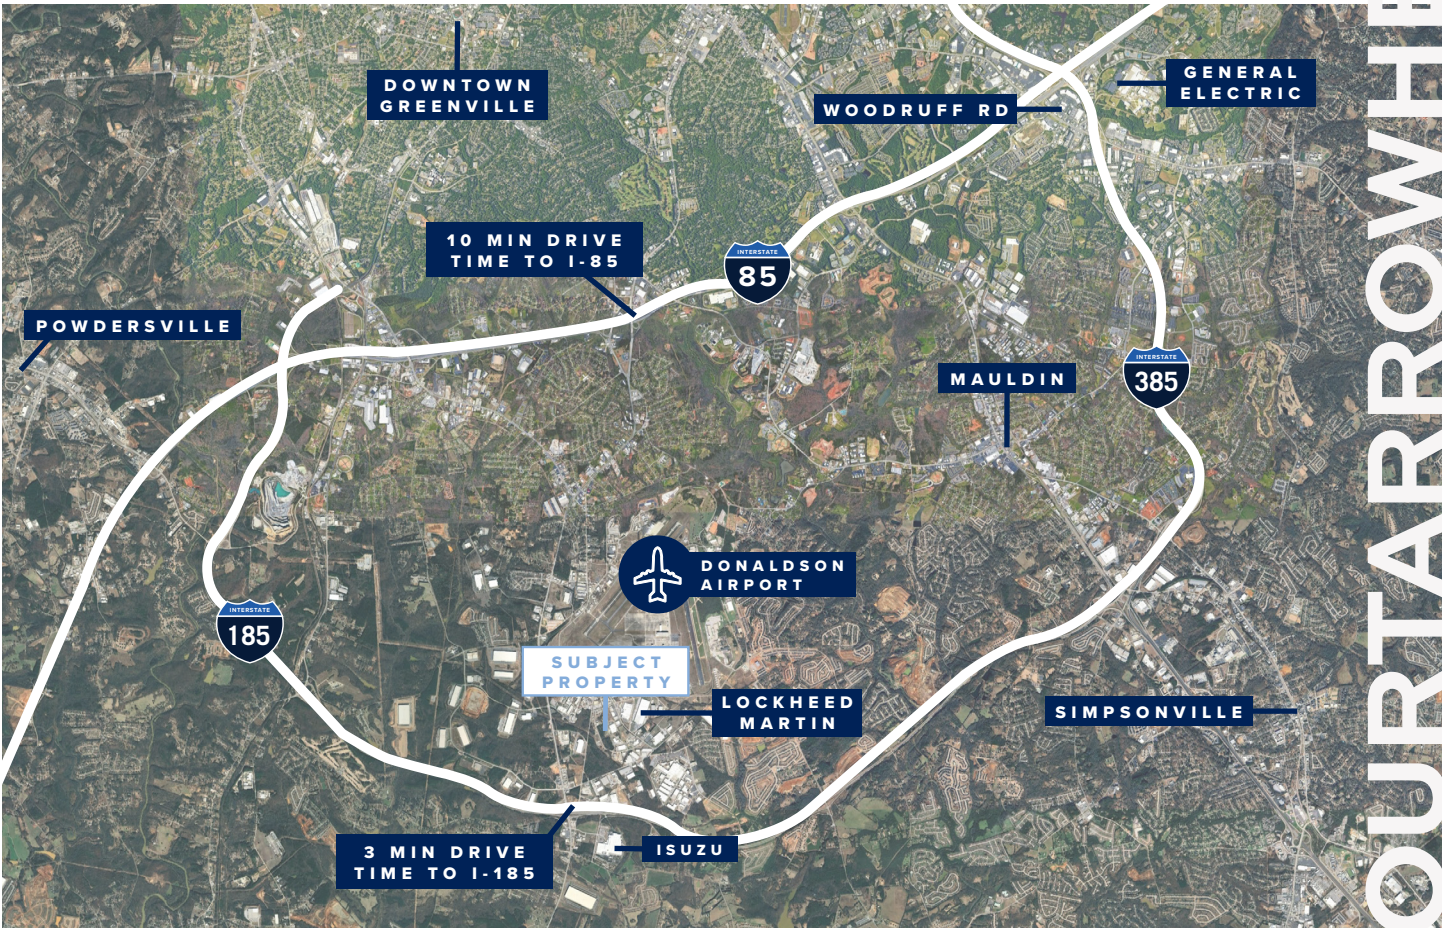 DOWNTOWN
GREENVILLE
GENERAL
ELECTRIC
WOODRUFF RD
10 MIN DRIVE
TIME TO I-85
INTERSTATE
85
POWDERSVILLE
INTERSTATE
385
MAULDIN
DONALDSON
AIRPORT
INTERSTATE
185
SUBJECT
PROPERTY
LOCKHEED
MARTIN
SIMPSONVILLE
3 MIN DRIVE
TIME TO I-185
ISUZU
OURTARROWHE